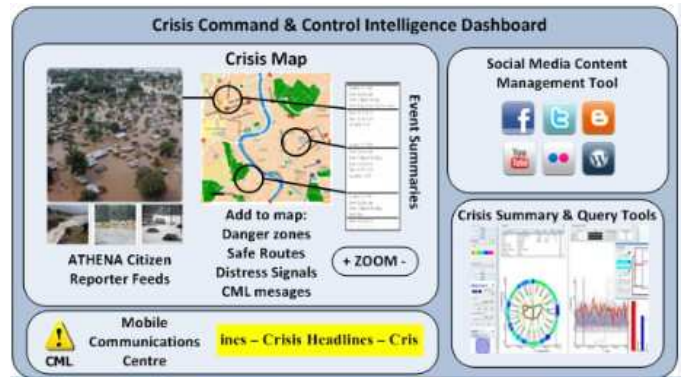 Crisis Command & Control Intelligence Dashboard
Crisis Map
Event Summaries
ATHENA Citizen
Reporter Feeds
Add to map:
Danger zones
Safe Routes
Distress Signals
CML mesages
+ ZOOM -
Social Media Content
Management Tool
f
t
B
You
Tube
W
Crisis Summary & Query Tools
!
CML
Mobile
Communications
Centre
ines – Crisis Headlines – Cris